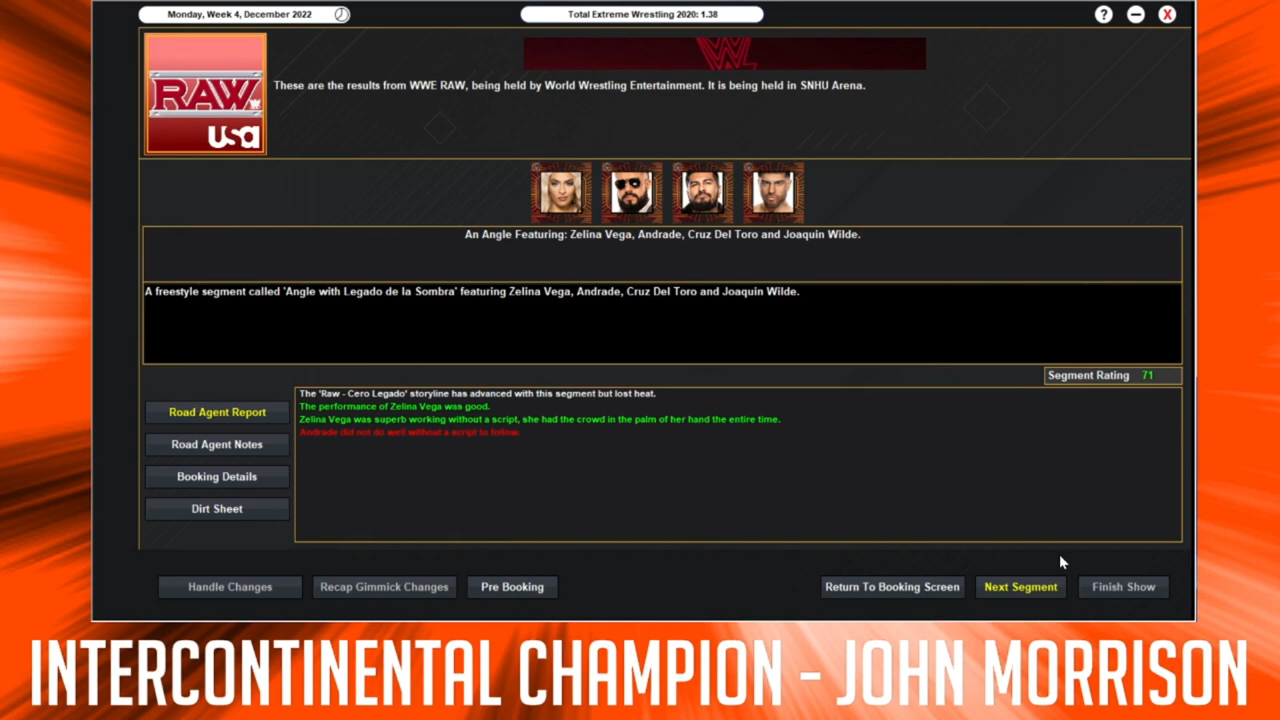 Monday, Week 4, December 2022
Total Extreme Wrestling 2020: 1.38
?
X
RAW
W
usa
W
These are the results from WWE RAW, being held by World Wrestling Entertainment. It is being held in SNHU Arena.
An Angle Featuring: Zelina Vega, Andrade, Cruz Del Toro and Joaquin Wilde.
A freestyle segment called 'Angle with Legado de la Sombra' featuring Zelina Vega, Andrade, Cruz Del Toro and Joaquin Wilde.
Segment Rating 71
The 'Raw - Cero Legado' storyline has advanced with this segment but lost heat.
The performance of Zelina Vega was good.
Zelina Vega was superb working without a script, she had the crowd in the palm of her hand the entire time.
Andrade did not do well without a script to follow.
Road Agent Report
Road Agent Notes
Booking Details
Dirt Sheet
Handle Changes
Recap Gimmick Changes
Pre Booking
Return To Booking Screen
Next Segment
Finish Show
INTERCONTINENTAL CHAMPION - JOHN MORRISON